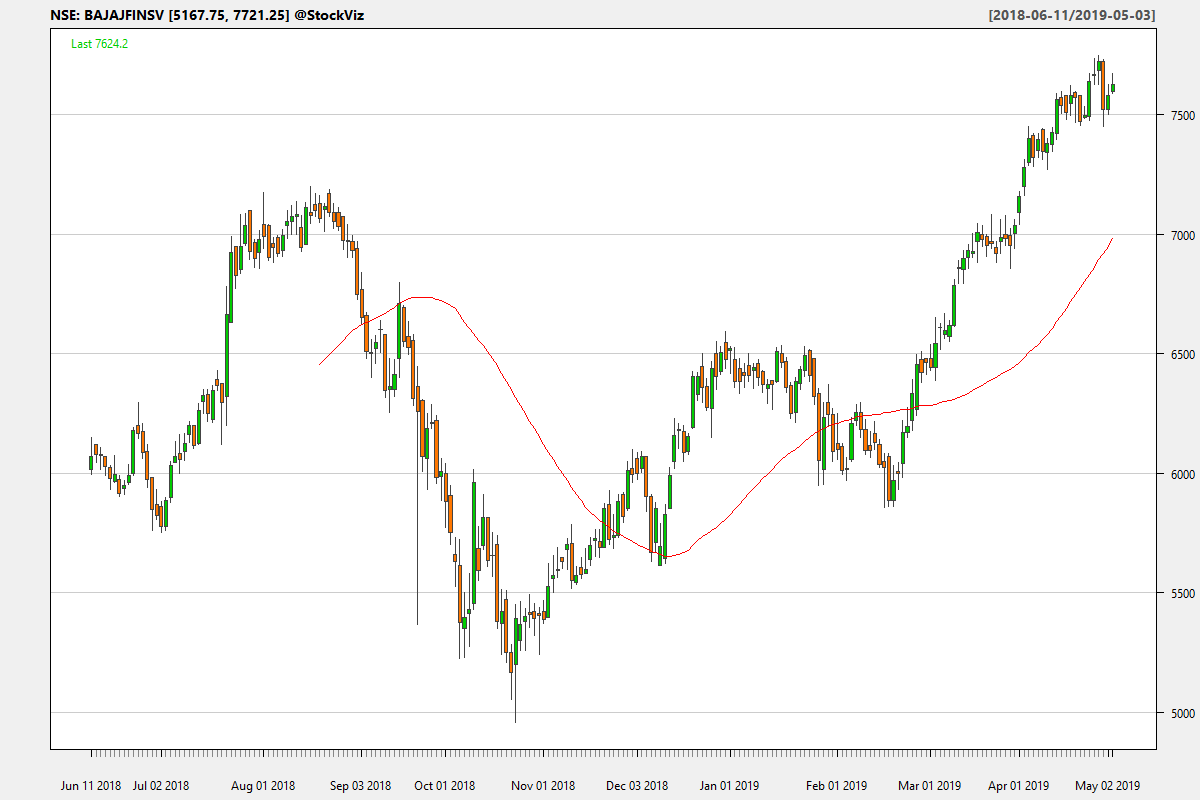 NSE: BAJAJFINSV [5167.75, 7721.25] @StockViz [2018-06-11/2019-05-03]
Last 7624.2
7500
7000
6500
6000
5500
5000
Jun 11 2018 Jul 02 2018 Aug 01 2018 Sep 03 2018 Oct 01 2018 Nov 01 2018 Dec 03 2018 Jan 01 2019 Feb 01 2019 Mar 01 2019 Apr 01 2019 May 02 2019